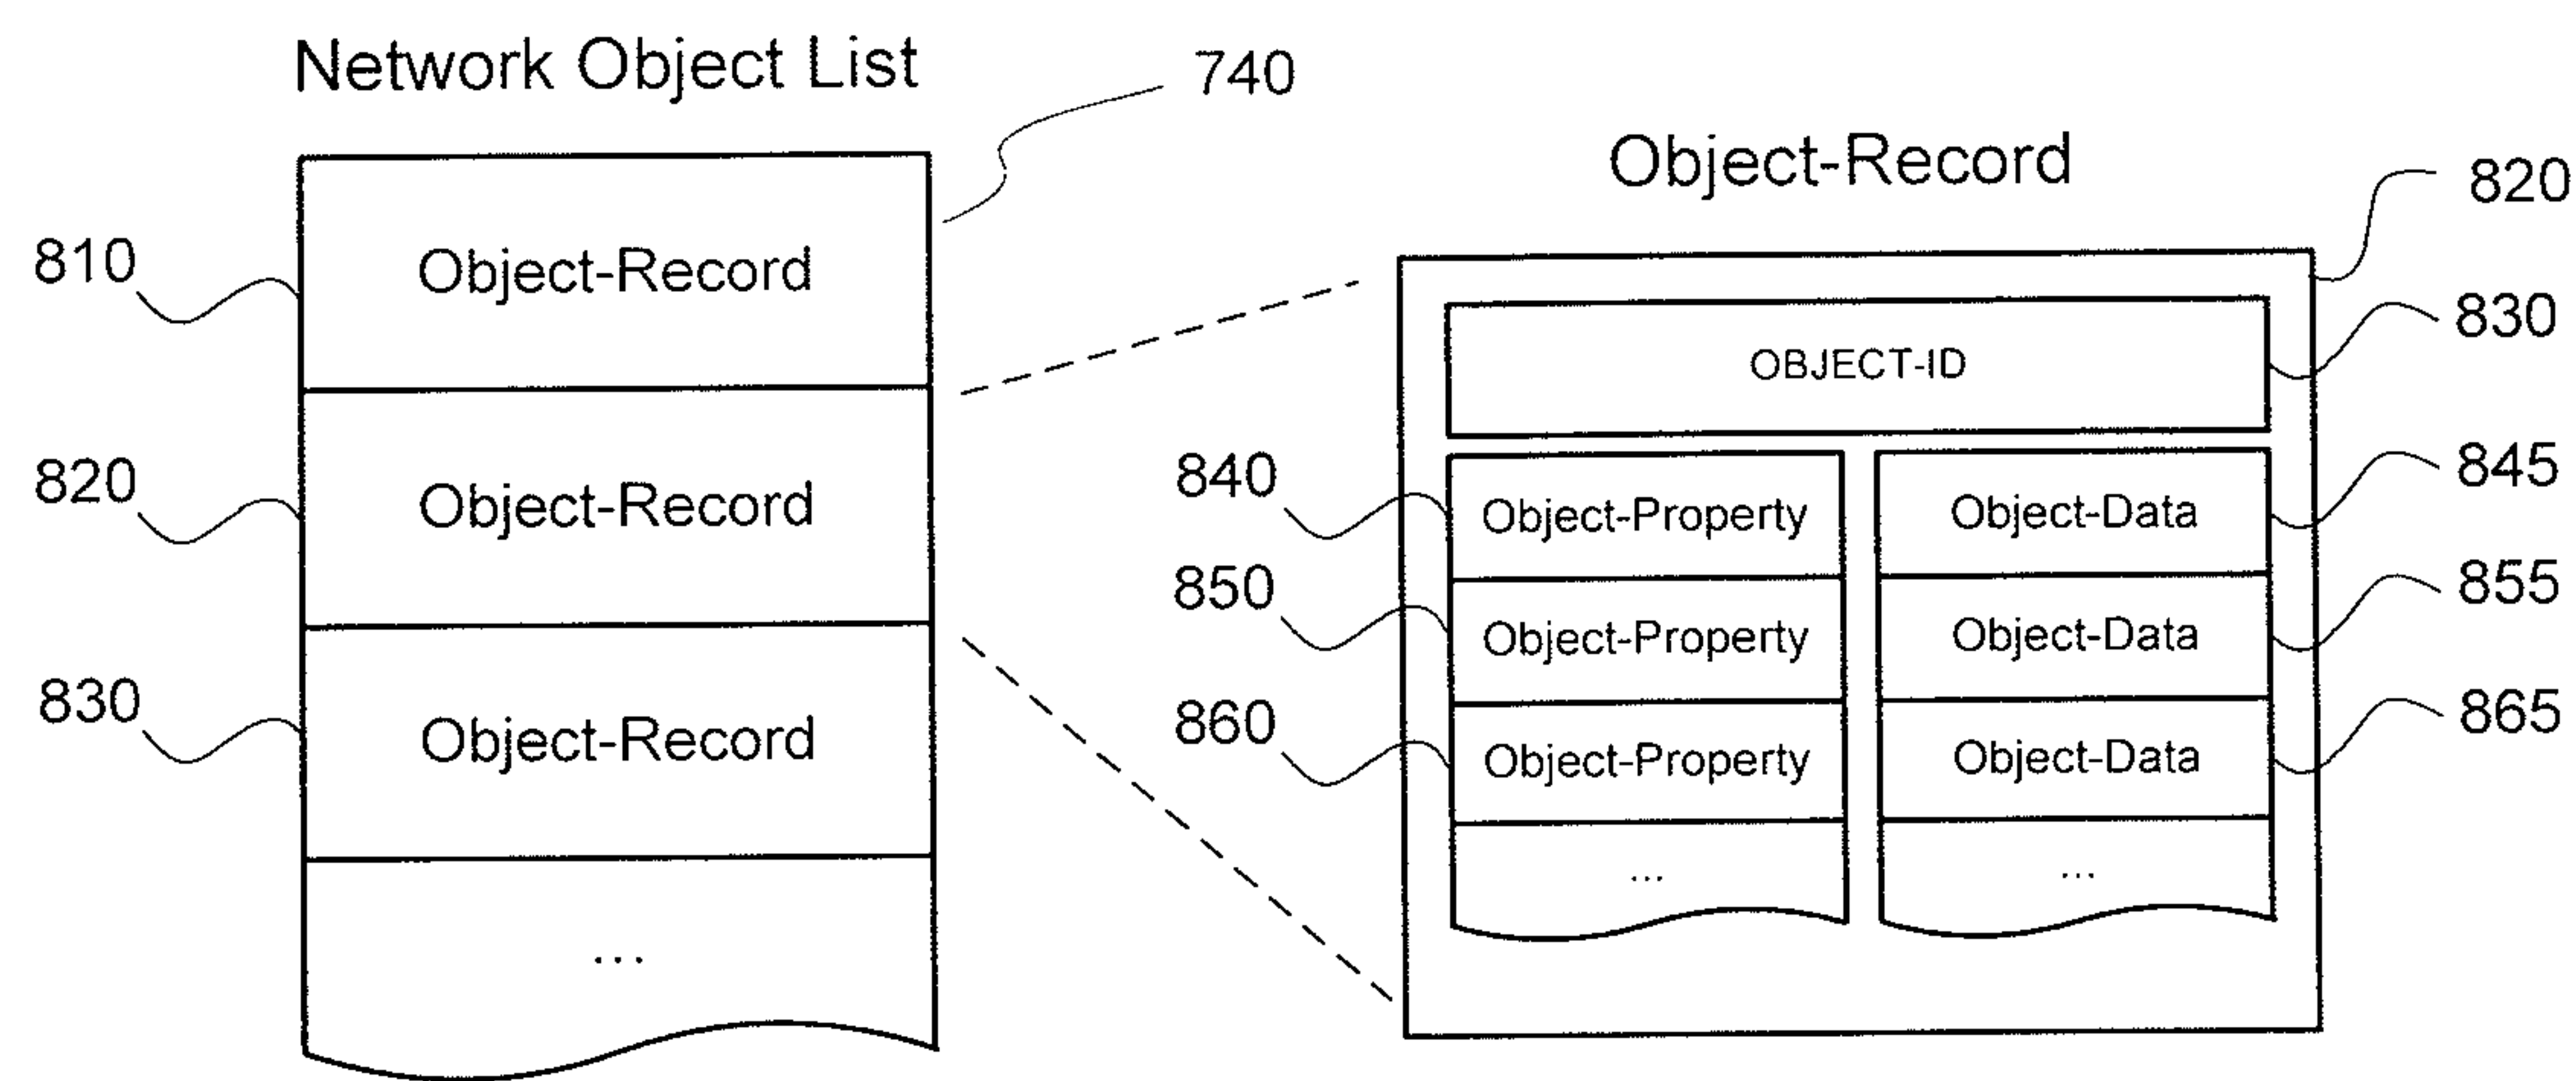 Network Object List
740
810
Object-Record
820
Object-Record
830
Object-Record
...
Object-Record
820
OBJECT-ID
830
840
Object-Property
Object-Data
845
850
Object-Property
Object-Data
855
860
Object-Property
Object-Data
865
...
...